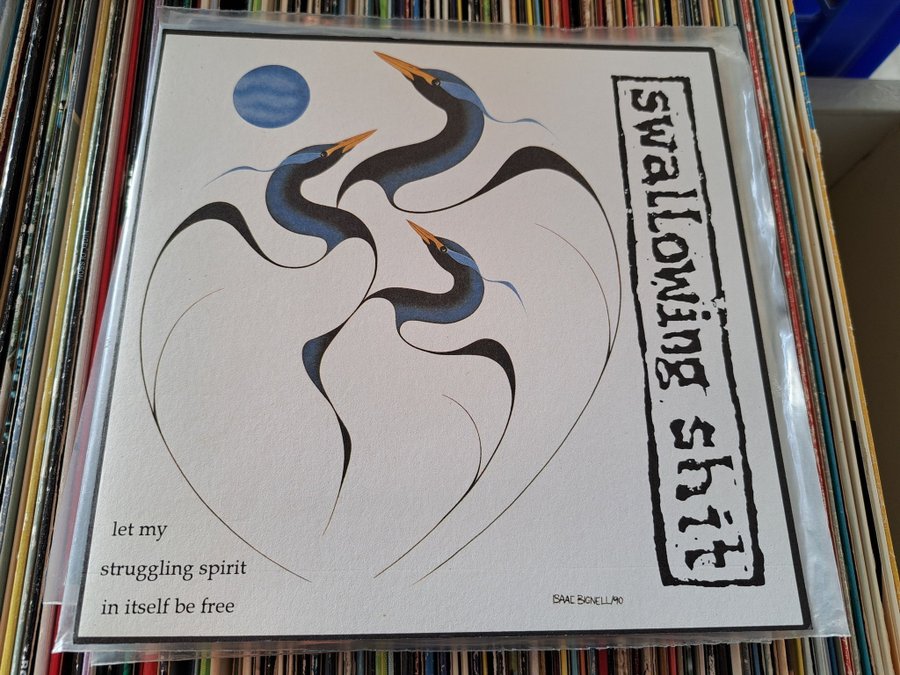 swallowing shit
let my
struggling spirit
in itself be free
ISAAC BIGNELL/90